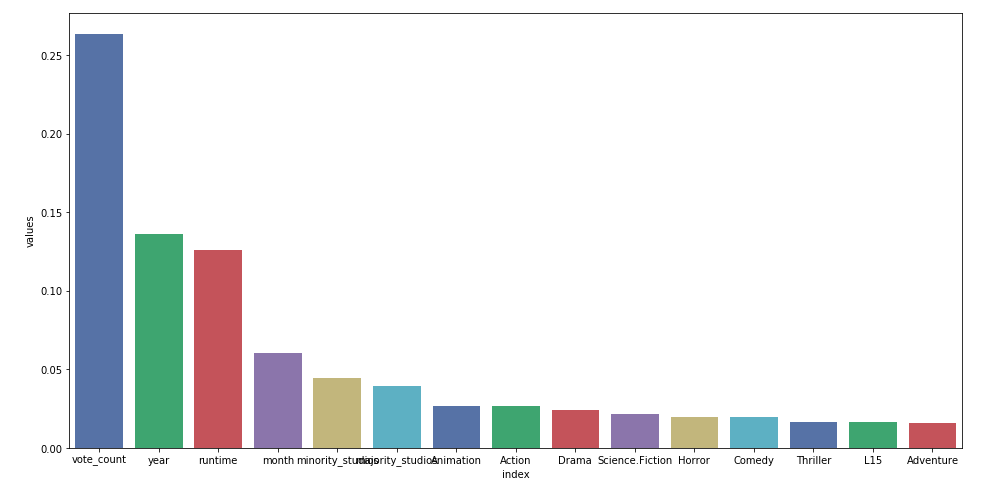 0.25
0.20
0.15
0.10
0.05
0.00
values
vote_count year runtime month minority_studios majority_studios Animation Action Drama Science.Fiction Horror Comedy Thriller L15 Adventure
index